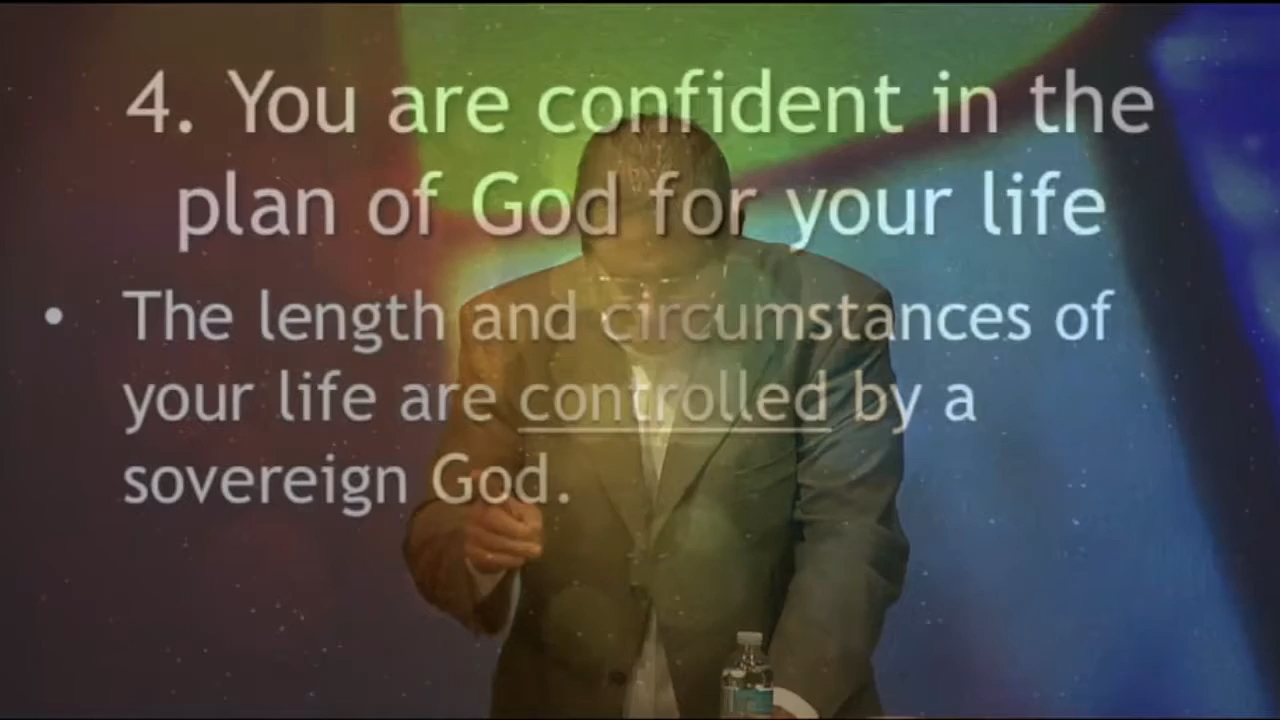 4. You are confident in the
plan of God for your life
• The length and circumstances of
your life are controlled by a
sovereign God.